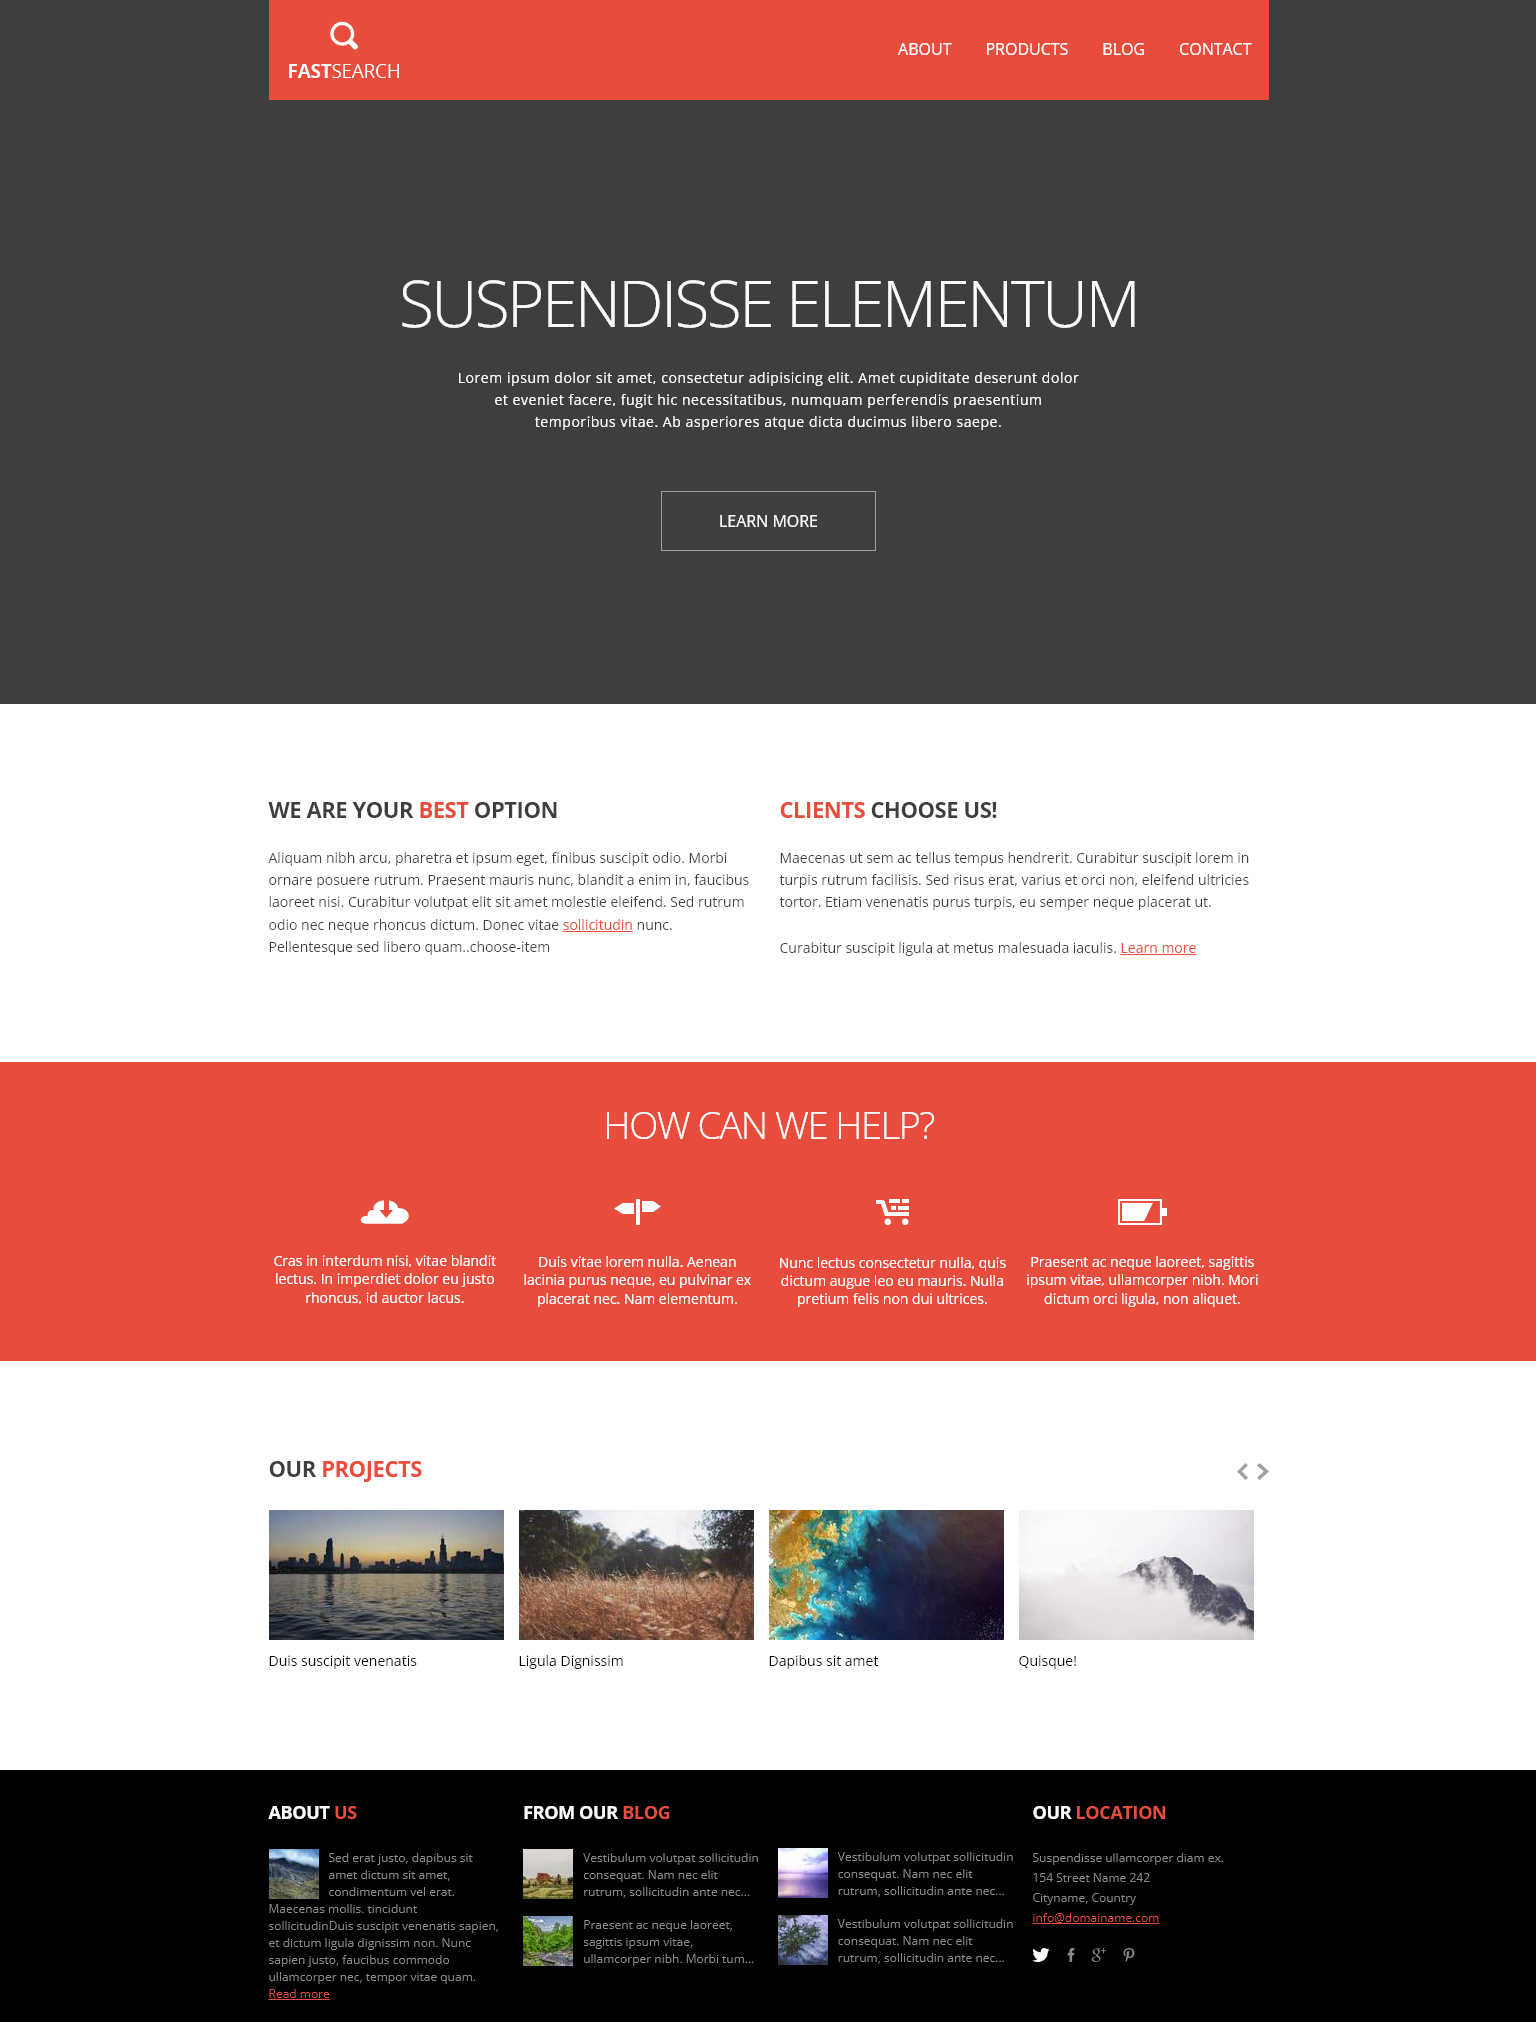 FASTSEARCH
ABOUT PRODUCTS BLOG CONTACT
SUSPENDISSE ELEMENTUM
Lorem ipsum dolor sit amet, consectetur adipisicing elit. Amet cupiditate deserunt dolor
et eveniet facere, fugit hic necessitatibus, numquam perferendis praesentium
temporibus vitae. Ab asperiores atque dicta ducimus libero saepe.
LEARN MORE
WE ARE YOUR BEST OPTION
Aliquam nibh arcu, pharetra et ipsum eget, finibus suscipit odio. Morbi
ornare posuere rutrum. Praesent mauris nunc, blandit a enim in, faucibus
laoreet nisi. Curabitur volutpat elit sit amet molestie eleifend. Sed rutrum
odio nec neque rhoncus dictum. Donec vitae sollicitudin nunc.
Pellentesque sed libero quam..choose-item
CLIENTS CHOOSE US!
Maecenas ut sem ac tellus tempus hendrerit. Curabitur suscipit lorem in
turpis rutrum facilisis. Sed risus erat, varius et orci non, eleifend ultricies
tortor. Etiam venenatis purus turpis, eu semper neque placerat ut.
Curabitur suscipit ligula at metus malesuada iaculis. Learn more
HOW CAN WE HELP?
Cras in interdum nisi, vitae blandit
lectus. In imperdiet dolor eu justo
rhoncus, id auctor lacus.
Duis vitae lorem nulla. Aenean
lacinia purus neque, eu pulvinar ex
placerat nec. Nam elementum.
Nunc lectus consectetur nulla, quis
dictum augue leo eu mauris. Nulla
pretium felis non dui ultrices.
Praesent ac neque laoreet, sagittis
ipsum vitae, ullamcorper nibh. Mori
dictum orci ligula, non aliquet.
OUR PROJECTS
Duis suscipit venenatis
Ligula Dignissim
Dapibus sit amet
Quisque!
ABOUT US
Sed erat justo, dapibus sit
amet dictum sit amet,
condimentum vel erat.
Maecenas mollis. tincidunt
sollicitudinDuis suscipit venenatis sapien,
et dictum ligula dignissim non. Nunc
sapien justo, faucibus commodo
ullamcorper nec, tempor vitae quam.
Read more
FROM OUR BLOG
Vestibulum volutpat sollicitudin
consequat. Nam nec elit
rutrum, sollicitudin ante nec...
Praesent ac neque laoreet,
sagittis ipsum vitae,
ullamcorper nibh. Morbi tum...
Vestibulum volutpat sollicitudin
consequat. Nam nec elit
rutrum, sollicitudin ante nec...
Vestibulum volutpat sollicitudin
consequat. Nam nec elit
rutrum, sollicitudin ante nec...
OUR LOCATION
Suspendisse ullamcorper diam ex.
154 Street Name 242
Cityname, Country
info@domainame.com